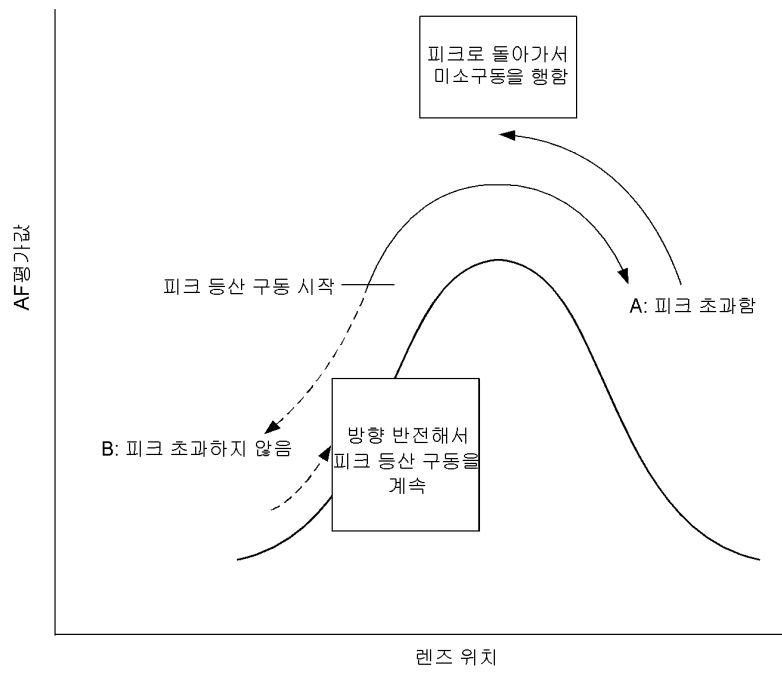 피크로 돌아가서
미소구동을 행함
AF평가값
피크 등산 구동 시작
A: 피크 초과함
B: 피크 초과하지 않음
방향 반전해서
피크 등산 구동을
계속
렌즈 위치